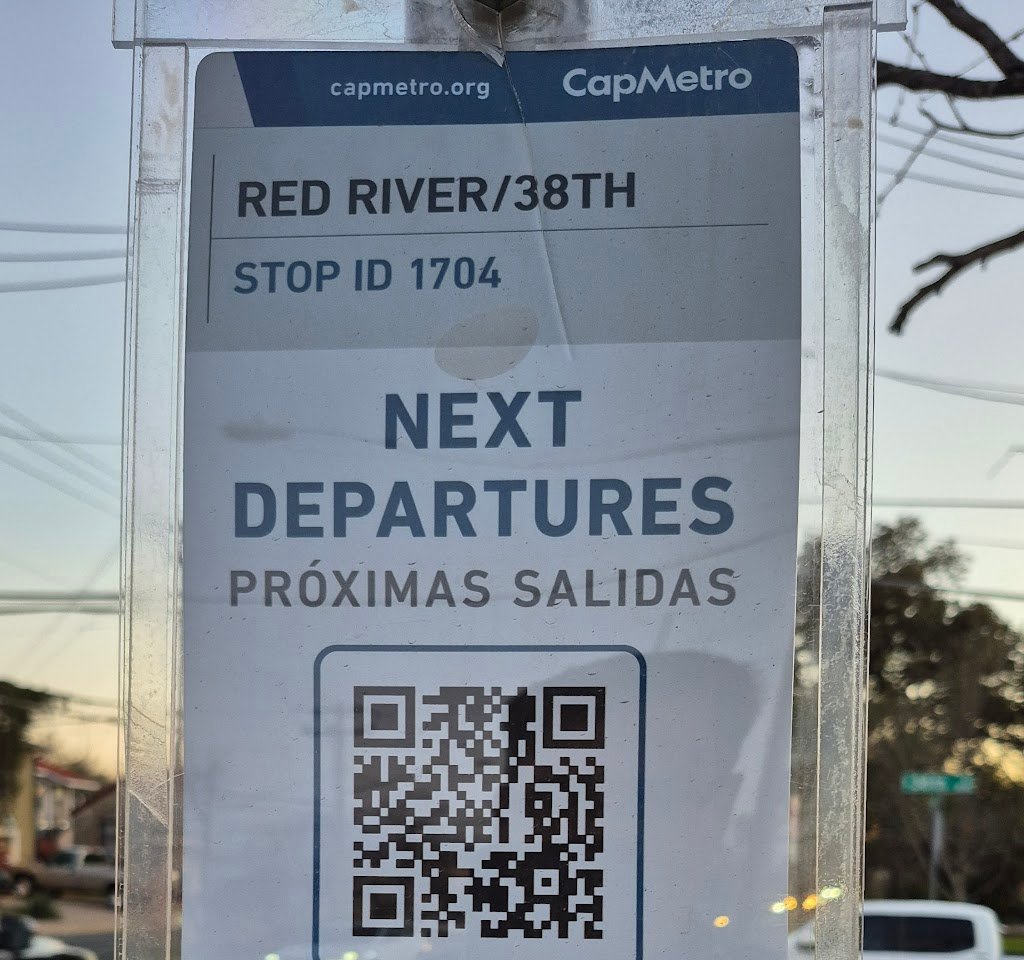 capmetro.org CapMetro
RED RIVER/38TH
STOP ID 1704
NEXT
DEPARTURES
PRÓXIMAS SALIDAS